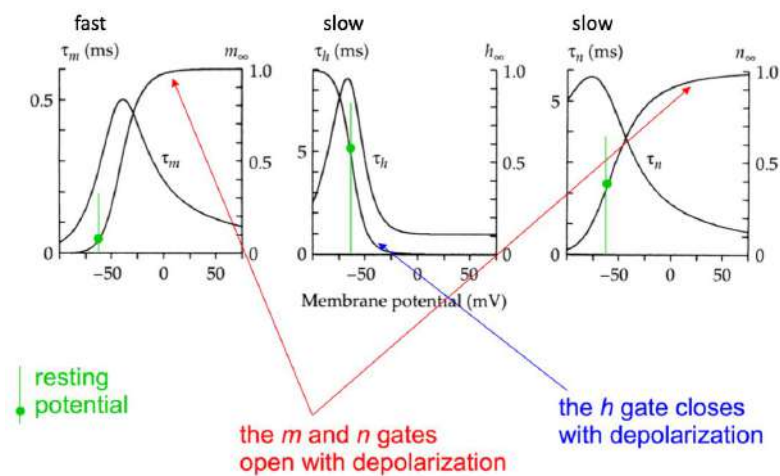 fast
slow
slow
τm (ms)
m∞
τh (ms)
h∞
τn (ms)
n∞
0.5
0
1.0
0.5
0
τm
−50
0
50
5
0
1.0
0.5
0
τh
−50
0
50
5
0
1.0
0.5
0
τn
−50
0
50
Membrane potential (mV)
resting
potential
the m and n gates
open with depolarization
the h gate closes
with depolarization